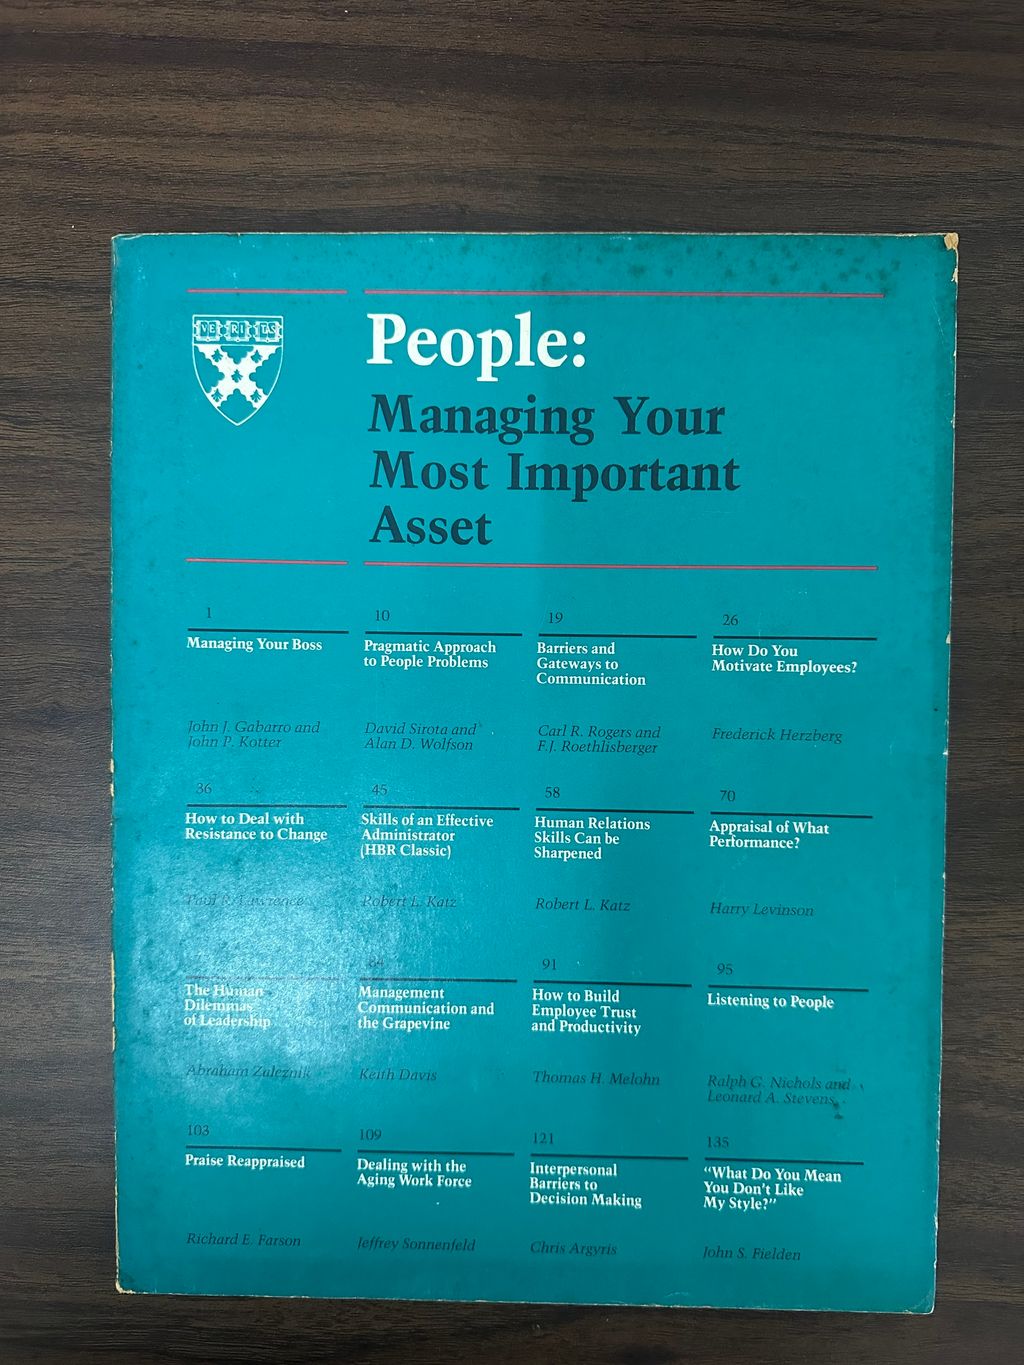 VE RI TAS
People:
Managing Your
Most Important
Asset
1
Managing Your Boss
John J. Gabarro and
John P. Kotter
10
Pragmatic Approach
to People Problems
David Sirota and
Alan D. Wolfson
19
Barriers and
Gateways to
Communication
Carl R. Rogers and
F.J. Roethlisberger
26
How Do You
Motivate Employees?
Frederick Herzberg
36
How to Deal with
Resistance to Change
Paul R. Lawrence
45
Skills of an Effective
Administrator
(HBR Classic)
Robert L. Katz
58
Human Relations
Skills Can be
Sharpened
Robert L. Katz
70
Appraisal of What
Performance?
Harry Levinson
The Human
Dilemmas
of Leadership
Abraham Zaleznik
84
Management
Communication and
the Grapevine
Keith Davis
91
How to Build
Employee Trust
and Productivity
Thomas H. Melohn
95
Listening to People
Ralph G. Nichols and
Leonard A. Stevens
103
Praise Reappraised
Richard E. Farson
109
Dealing with the
Aging Work Force
Jeffrey Sonnenfeld
121
Interpersonal
Barriers to
Decision Making
Chris Argyris
135
“What Do You Mean
You Don’t Like
My Style?”
John S. Fielden